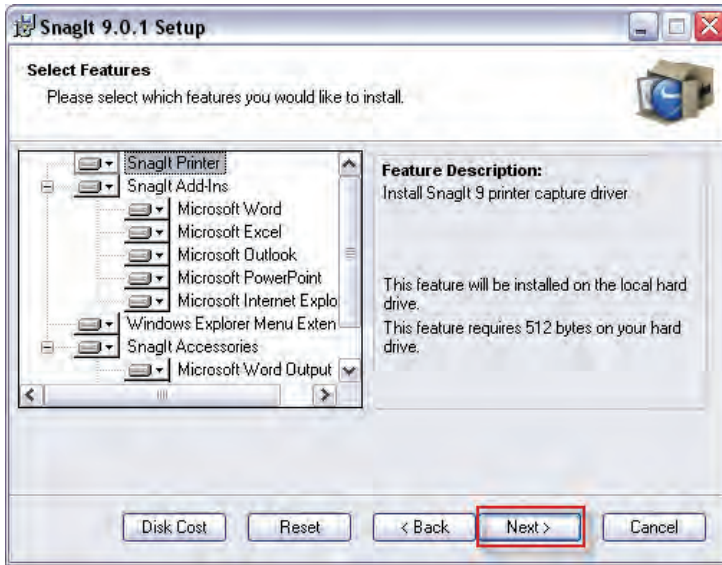 SnagIt 9.0.1 Setup
Select Features
Please select which features you would like to install.
SnagIt Printer
SnagIt Add-Ins
Microsoft Word
Microsoft Excel
Microsoft Outlook
Microsoft PowerPoint
Microsoft Internet Explo
Windows Explorer Menu Exten
SnagIt Accessories
Microsoft Word Output
Feature Description:
Install SnagIt 9 printer capture driver
This feature will be installed on the local hard
drive.
This feature requires 512 bytes on your hard
drive.
Disk Cost
Reset
< Back
Next >
Cancel